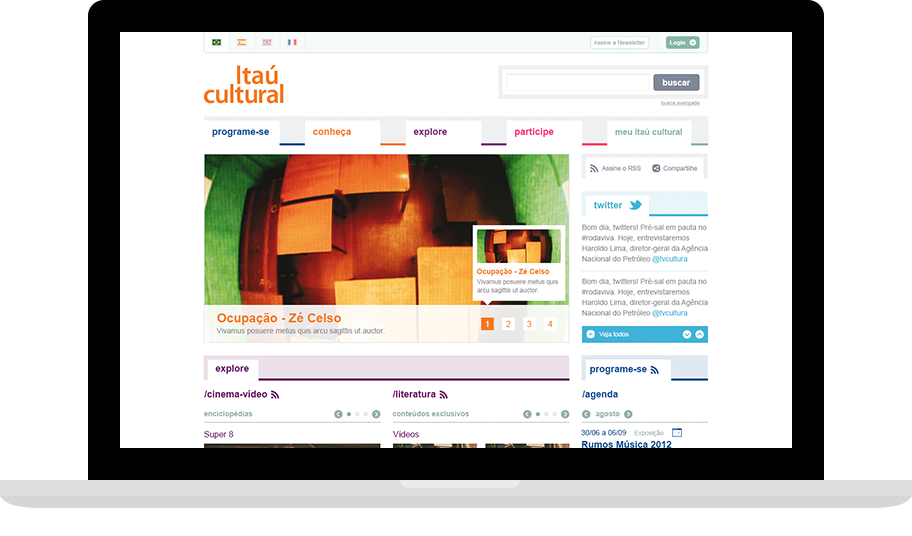 Assine a Newsletter
Login
Itaú
cultural
buscar
busca avançada
programe-se
conheça
explore
participe
meu itaú cultural
Assine o RSS
Compartilhe
twitter
Bom dia, twitters! Pré-sal em pauta no
#rodaviva. Hoje, entrevistaremos
Haroldo Lima, diretor-geral da Agência
Nacional do Petróleo @tvcultura
Bom dia, twitters! Pré-sal em pauta no
#rodaviva. Hoje, entrevistaremos
Haroldo Lima, diretor-geral da Agência
Nacional do Petróleo @tvcultura
Veja todos
Ocupação - Zé Celso
Vivamus posuere metus quis
arcu sagittis ut auctor.
Ocupação - Zé Celso
Vivamus posuere metus quis arcu sagittis ut auctor.
1 2 3 4
explore
/cinema-vídeo
enciclopédias
Super 8
/literatura
conteúdos exclusivos
Vídeos
programe-se
/agenda
agosto
30/06 a 06/09 Exposição
Rumos Música 2012